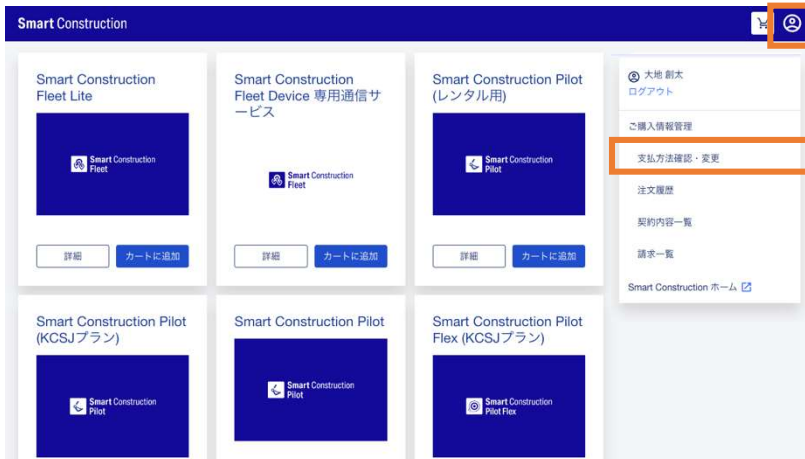 Smart Construction
Smart Construction
Fleet Lite
Smart Construction
Fleet
詳細
カートに追加
Smart Construction
Fleet Device 専用通信サ
ービス
Smart Construction
Fleet
詳細
カートに追加
Smart Construction Pilot
(レンタル用)
Smart Construction
Pilot
詳細
カートに追加
大地 創太
ログアウト
ご購入情報管理
支払方法確認・変更
注文履歴
契約内容一覧
請求一覧
Smart Construction ホーム
Smart Construction Pilot
(KCSJプラン)
Smart Construction
Pilot
Smart Construction Pilot
Smart Construction
Pilot
Smart Construction Pilot
Flex (KCSJプラン)
Smart Construction
Pilot Flex